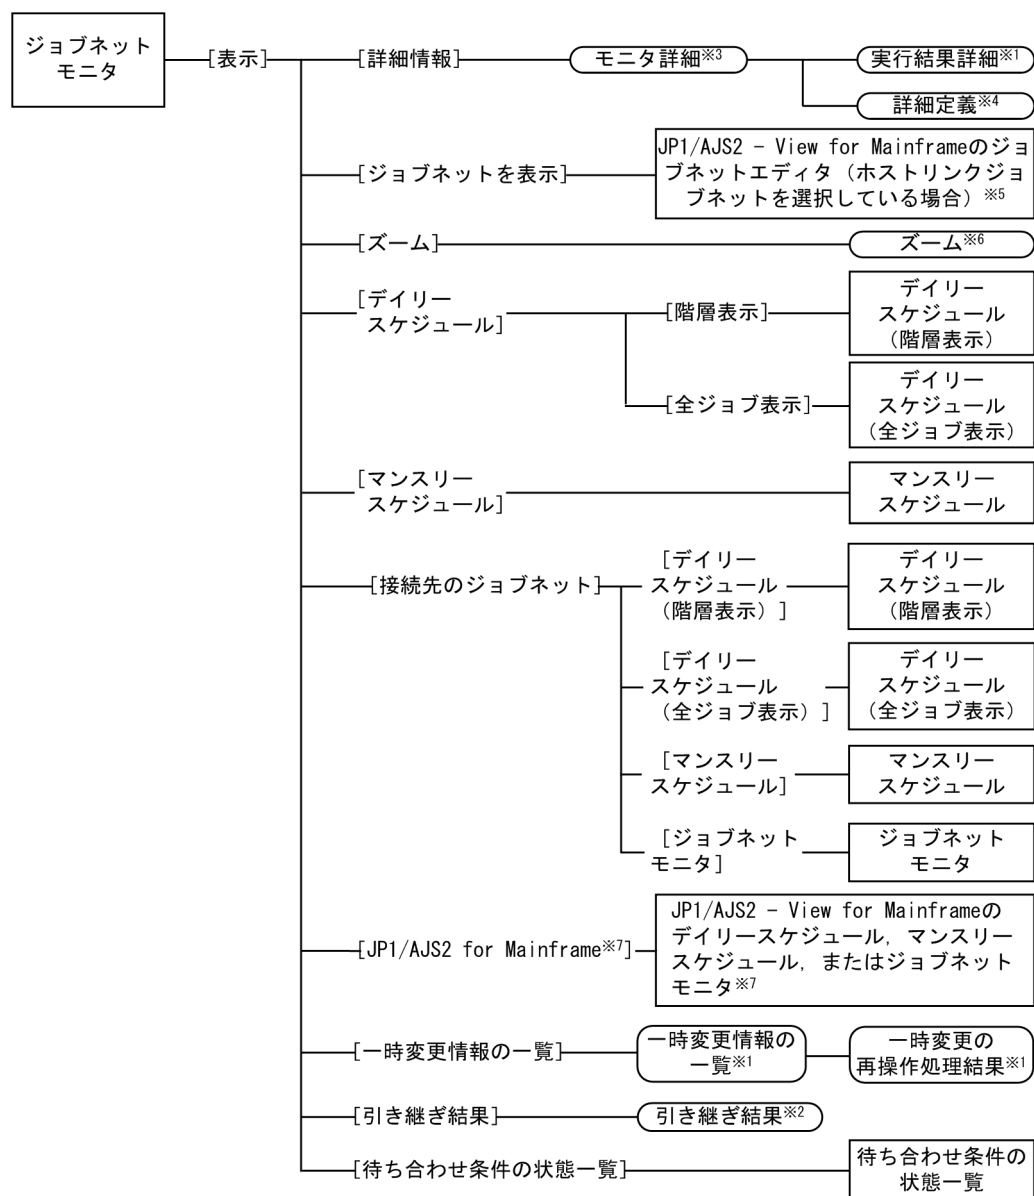 ジョブネット
モニタ
[表示]
[詳細情報]
モニタ詳細※3
実行結果詳細※1
詳細定義※4
[ジョブネットを表示]
JP1/AJS2 - View for Mainframeのジョ
ブネットエディタ（ホストリンクジョ
ブネットを選択している場合）※5
[ズーム]
ズーム※6
[デイリー
スケジュール]
[階層表示]
デイリー
スケジュール
（階層表示）
[全ジョブ表示]
デイリー
スケジュール
（全ジョブ表示）
[マンスリー
スケジュール]
マンスリー
スケジュール
[接続先のジョブネット]
[デイリー
スケジュール
（階層表示）]
デイリー
スケジュール
（階層表示）
[デイリー
スケジュール
（全ジョブ表示）]
デイリー
スケジュール
（全ジョブ表示）
[マンスリー
スケジュール]
マンスリー
スケジュール
[ジョブネット
モニタ]
ジョブネット
モニタ
[JP1/AJS2 for Mainframe※7]
JP1/AJS2 - View for Mainframeの
デイリースケジュール，マンスリー
スケジュール，またはジョブネット
モニタ※7
[一時変更情報の一覧]
一時変更情報の
一覧※1
一時変更の
再操作処理結果※1
[引き継ぎ結果]
引き継ぎ結果※2
[待ち合わせ条件の状態一覧]
待ち合わせ条件の
状態一覧